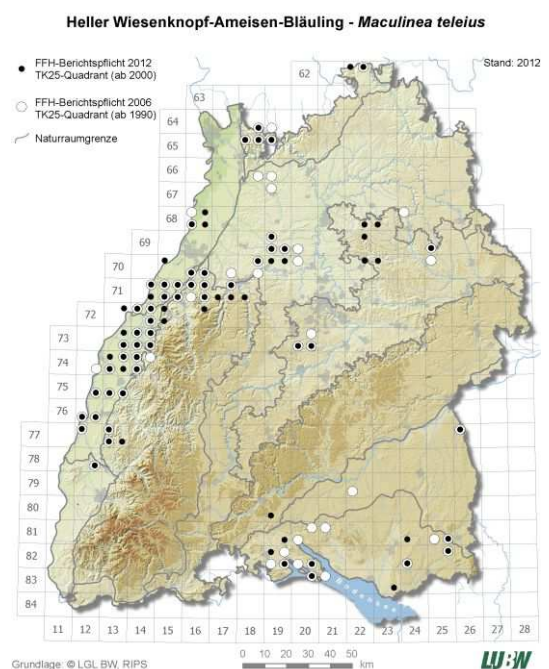 Heller Wiesenknopf-Ameisen-Bläuling - Maculinea teleius
FFH-Berichtspflicht 2012
TK25-Quadrant (ab 2000)
FFH-Berichtspflicht 2006
TK25-Quadrant (ab 1990)
Naturraumgrenze
Stand: 2012
62
63
64
65
66
67
68
69
70
71
72
73
74
75
76
77
78
79
80
81
82
83
84
11 12 13 14 15 16 17 18 19 20 21 22 23 24 25 26 27 28
0 10 20 30 40 50
km
Grundlage: © LGL BW, RIPS
LUBW